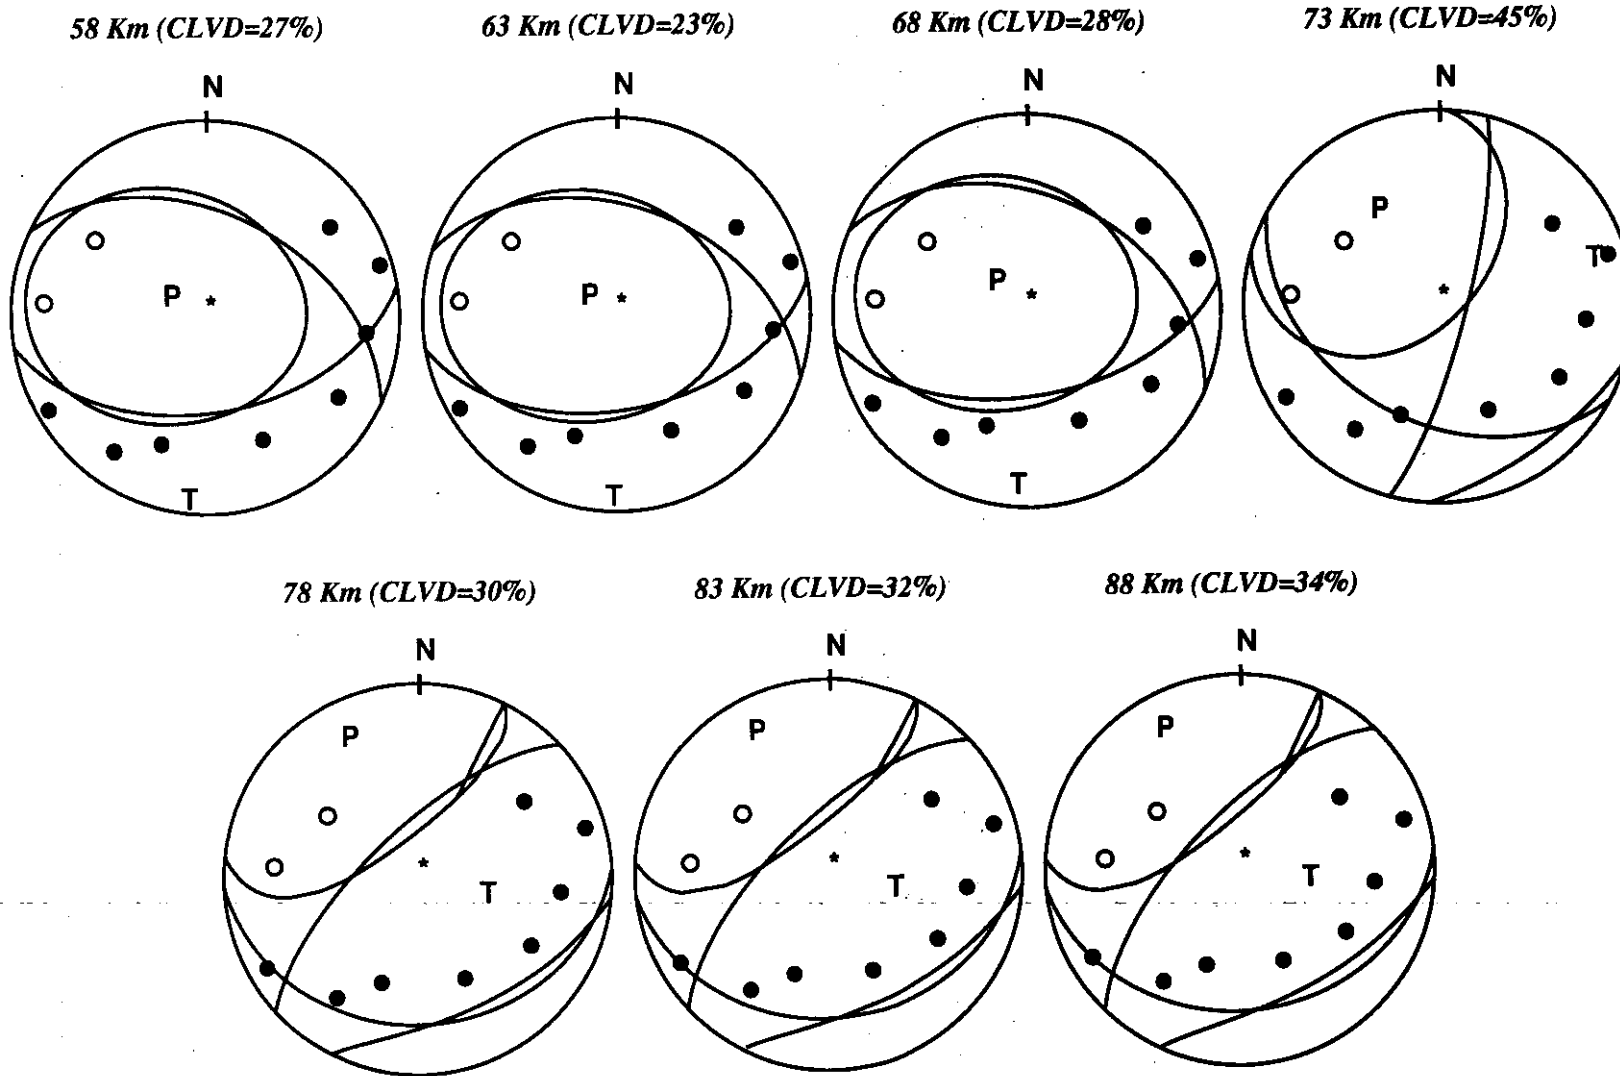 58 Km (CLVD=27%) 63 Km (CLVD=23%) 68 Km (CLVD=28%) 73 Km (CLVD=45%)
N N N N
P P P P
T
T T T
78 Km (CLVD=30%) 83 Km (CLVD=32%) 88 Km (CLVD=34%)
N N N
P P P
T T T